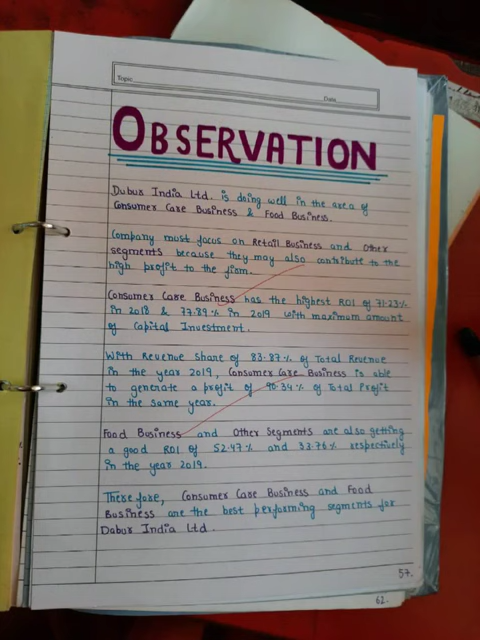 Topic
Date
OBSERVATION
Dabur India Ltd. is doing well in the area of
Consumer Care Business & Food Business.
Company must focus on Retail Business and Other
segments because they may also contribute to the
high profit to the firm.
Consumer Care Business has the highest ROI of 71.23%
in 2018 & 77.89% in 2019 with maximum amount
of Capital Investment.
With Revenue share of 83.87% of Total Revenue
in the year 2019, Consumer Care Business is able
to generate a profit of 90.34% of Total Profit
in the same year.
Food Business and Other Segments are also getting
a good ROI of 52.47% and 33.76% respectively
in the year 2019.
Therefore, Consumer Care Business and Food
Business are the best performing segments for
Dabur India Ltd.
57.
62.